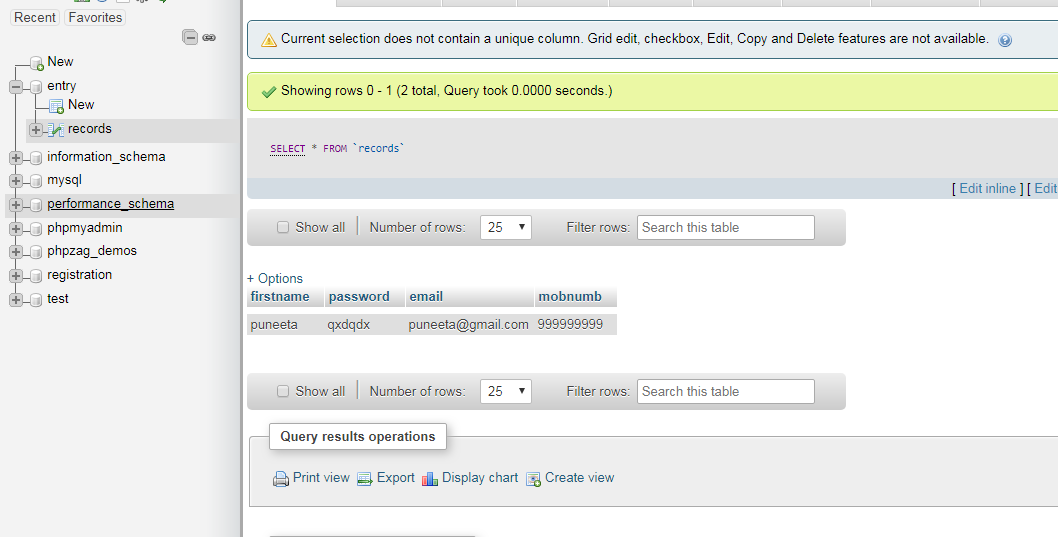 Recent Favorites
New
entry
New
records
information_schema
mysql
performance_schema
phpmyadmin
phpzag_demos
registration
test
Current selection does not contain a unique column. Grid edit, checkbox, Edit, Copy and Delete features are not available.
Showing rows 0 - 1 (2 total, Query took 0.0000 seconds.)
SELECT * FROM `records`
[ Edit inline ] [ Edit
Show all Number of rows: 25 Filter rows: Search this table
+ Options
firstname password email mobnumb
puneeta qxdqdx puneeta@gmail.com 999999999
Show all Number of rows: 25 Filter rows: Search this table
Query results operations
Print view Export Display chart Create view